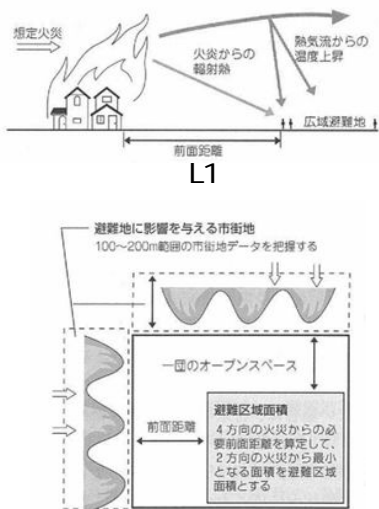 想定火災
火炎からの
輻射熱
熱気流からの
温度上昇
広域避難地
前面距離
L1
避難地に影響を与える市街地
100～200m範囲の市街地データを把握する
一団のオープンスペース
前面距離
避難区域面積
4方向の火災からの必
要前面距離を算定して、
2方向の火災から最小
となる面積を避難区域
面積とする